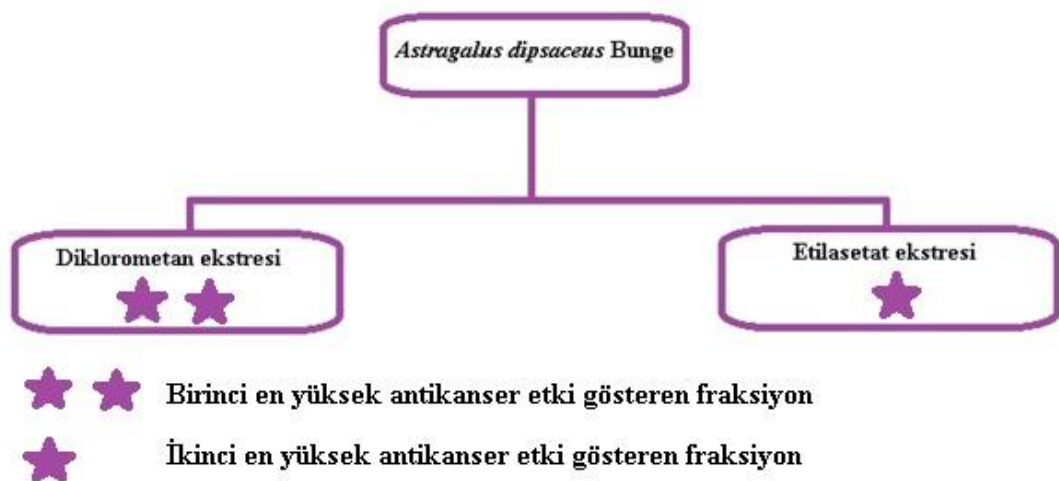 Astragalus dipsaceus Bunge
Diklorometan ekstresi
Etilasetat ekstresi
Birinci en yüksek antikanser etki gösteren fraksiyon
İkinci en yüksek antikanser etki gösteren fraksiyon